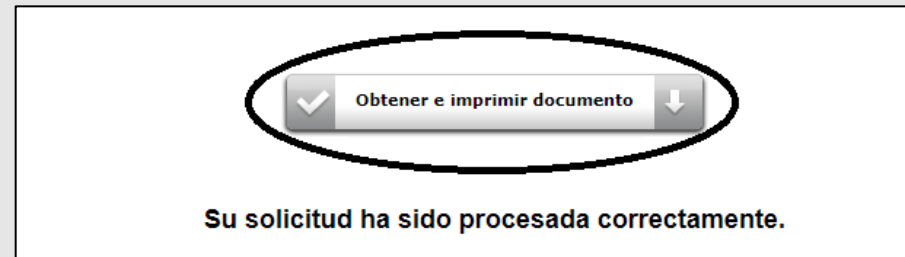 Obtener e imprimir documento
Su solicitud ha sido procesada correctamente.